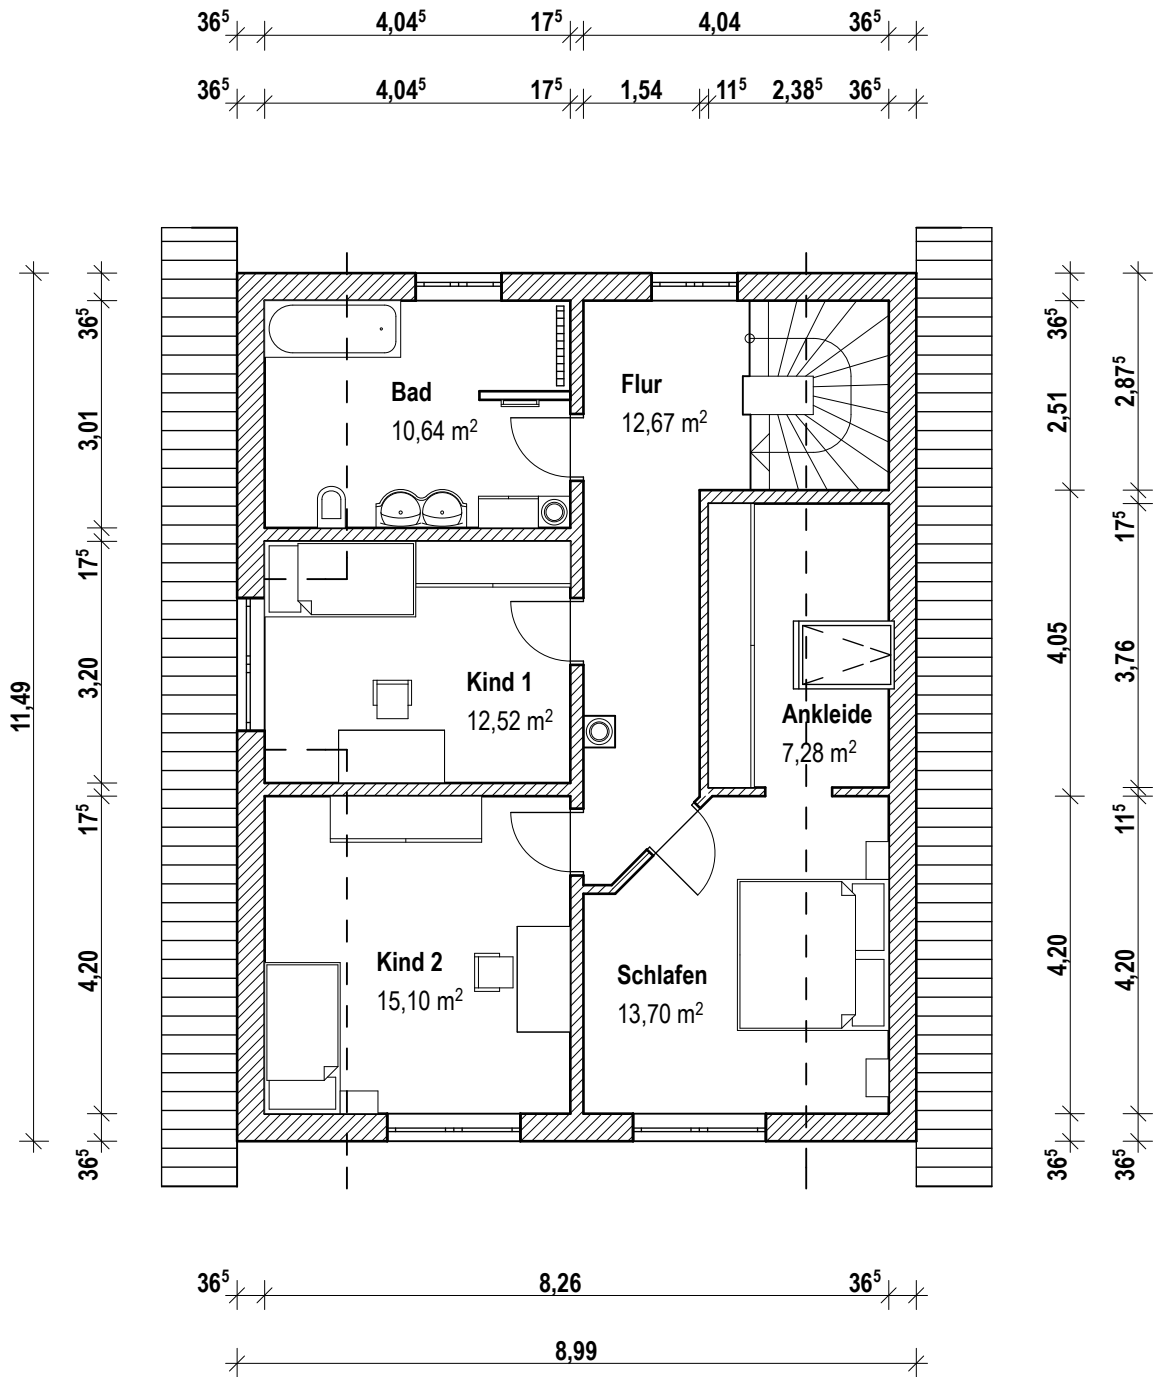 36⁵ 4,04⁵ 17⁵ 4,04 36⁵
36⁵ 4,04⁵ 17⁵ 1,54 11⁵ 2,38⁵ 36⁵
11,49
36⁵
3,01
17⁵
3,20
17⁵
4,20
36⁵
Bad
10,64 m²
Flur
12,67 m²
Kind 1
12,52 m²
Ankleide
7,28 m²
Kind 2
15,10 m²
Schlafen
13,70 m²
36⁵
2,51
4,05
4,20
36⁵
2,87⁵
17⁵
3,76
11⁵
4,20
36⁵
36⁵ 8,26 36⁵
8,99